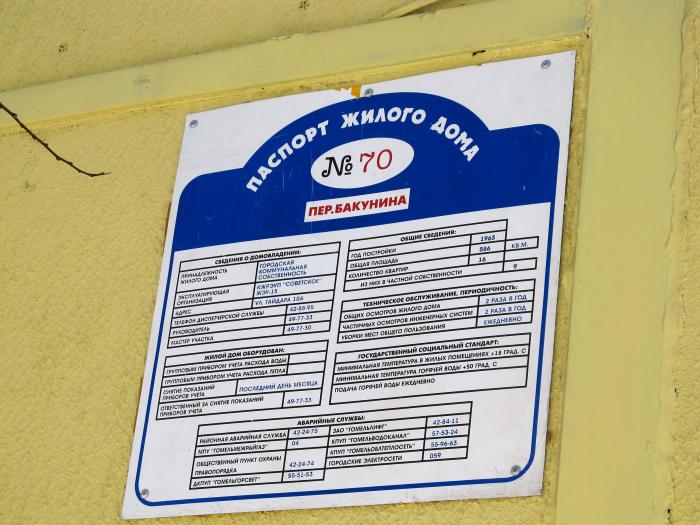 ПАСПОРТ ЖИЛОГО ДОМА
№ 70
ПЕР.БАКУНИНА
СВЕДЕНИЯ О ДОМОВЛАДЕНИИ:
ПРИНАДЛЕЖНОСТЬ ЖИЛОГО ДОМА ГОРОДСКАЯ КОММУНАЛЬНАЯ СОБСТВЕННОСТЬ
ЭКСПЛУАТИРУЮЩАЯ ОРГАНИЗАЦИЯ КЖРЭУП "СОВЕТСКОЕ" ЖЭУ-15
АДРЕС УЛ. ГАЙДАРА 10А
ТЕЛЕФОН ДИСПЕТЧЕРСКОЙ СЛУЖБЫ 42-88-95
РУКОВОДИТЕЛЬ 49-77-33
МАСТЕР УЧАСТКА 49-77-30
ЖИЛОЙ ДОМ ОБОРУДОВАН:
ГРУППОВЫМ ПРИБОРОМ УЧЕТА РАСХОДА ВОДЫ
ГРУППОВЫМ ПРИБОРОМ УЧЕТА РАСХОДА ТЕПЛА
СНЯТИЕ ПОКАЗАНИЙ ПРИБОРОВ УЧЕТА ПОСЛЕДНИЙ ДЕНЬ МЕСЯЦА
ОТВЕТСТВЕННЫЙ ЗА СНЯТИЕ ПОКАЗАНИЙ ПРИБОРОВ УЧЕТА 49-77-33
ОБЩИЕ СВЕДЕНИЯ:
ГОД ПОСТРОЙКИ 1963
ОБЩАЯ ПЛОЩАДЬ 586 КВ.М.
КОЛИЧЕСТВО КВАРТИР 16
ИЗ НИХ В ЧАСТНОЙ СОБСТВЕННОСТИ 9
ТЕХНИЧЕСКОЕ ОБСЛУЖИВАНИЕ, ПЕРИОДИЧНОСТЬ:
ОБЩИХ ОСМОТРОВ ЖИЛОГО ДОМА 2 РАЗА В ГОД
ЧАСТИЧНЫХ ОСМОТРОВ ИНЖЕНЕРНЫХ СИСТЕМ 2 РАЗА В ГОД
УБОРКИ МЕСТ ОБЩЕГО ПОЛЬЗОВАНИЯ ЕЖЕДНЕВНО
ГОСУДАРСТВЕННЫЙ СОЦИАЛЬНЫЙ СТАНДАРТ:
МИНИМАЛЬНАЯ ТЕМПЕРАТУРА В ЖИЛЫХ ПОМЕЩЕНИЯХ +18 ГРАД. С
МИНИМАЛЬНАЯ ТЕМПЕРАТУРА ГОРЯЧЕЙ ВОДЫ +50 ГРАД. С
ПОДАЧА ГОРЯЧЕЙ ВОДЫ ЕЖЕДНЕВНО
АВАРИЙНЫЕ СЛУЖБЫ:
РАЙОННАЯ АВАРИЙНАЯ СЛУЖБА 42-24-75
МПУ "ГОМЕЛЬМЕЖРАЙГАЗ" 04
ОБЩЕСТВЕННЫЙ ПУНКТ ОХРАНЫ ПРАВОПОРЯДКА 42-24-74
ДКПУП "ГОМЕЛЬГОРСВЕТ" 55-51-53
ЗАО "ГОМЕЛЬЛИФТ" 42-84-11
КПУП "ГОМЕЛЬВОДОКАНАЛ" 57-53-24
КПУП "ГОМЕЛЬОБЛТЕПЛОСЕТЬ" 55-96-63
ГОРОДСКИЕ ЭЛЕКТРОСЕТИ 059